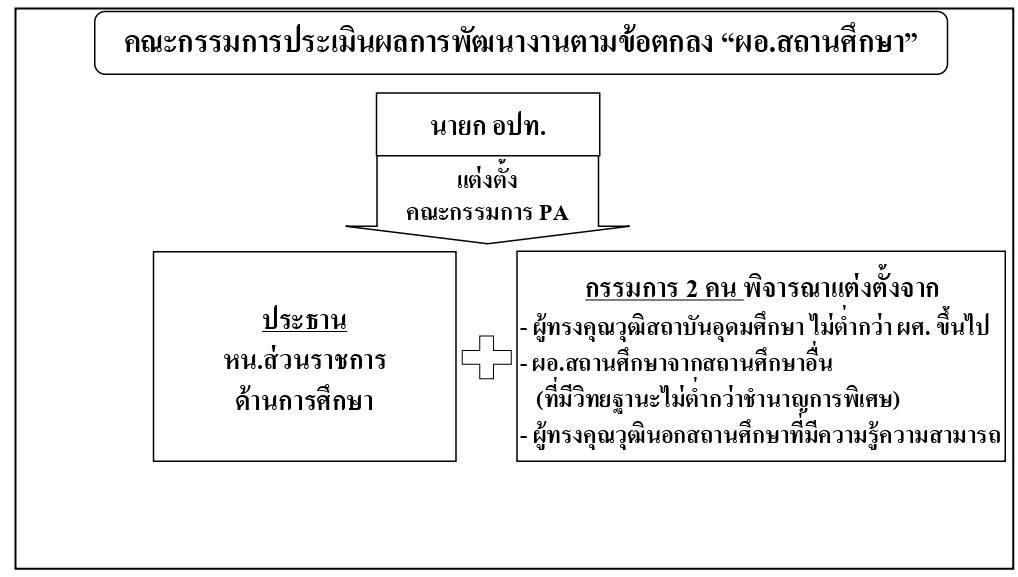 คณะกรรมการประเมินผลการพัฒนางานตามข้อตกลง “ผอ.สถานศึกษา”
นายก อปท.
แต่งตั้ง
คณะกรรมการ PA
ประธาน
หน.ส่วนราชการ
ด้านการศึกษา
กรรมการ 2 คน พิจารณาแต่งตั้งจาก
- ผู้ทรงคุณวุฒิสถาบันอุดมศึกษา ไม่ต่ำกว่า ผศ. ขึ้นไป
- ผอ.สถานศึกษาจากสถานศึกษาอื่น
(ที่มีวิทยฐานะไม่ต่ำกว่าชำนาญการพิเศษ)
- ผู้ทรงคุณวุฒินอกสถานศึกษาที่มีความรู้ความสามารถ